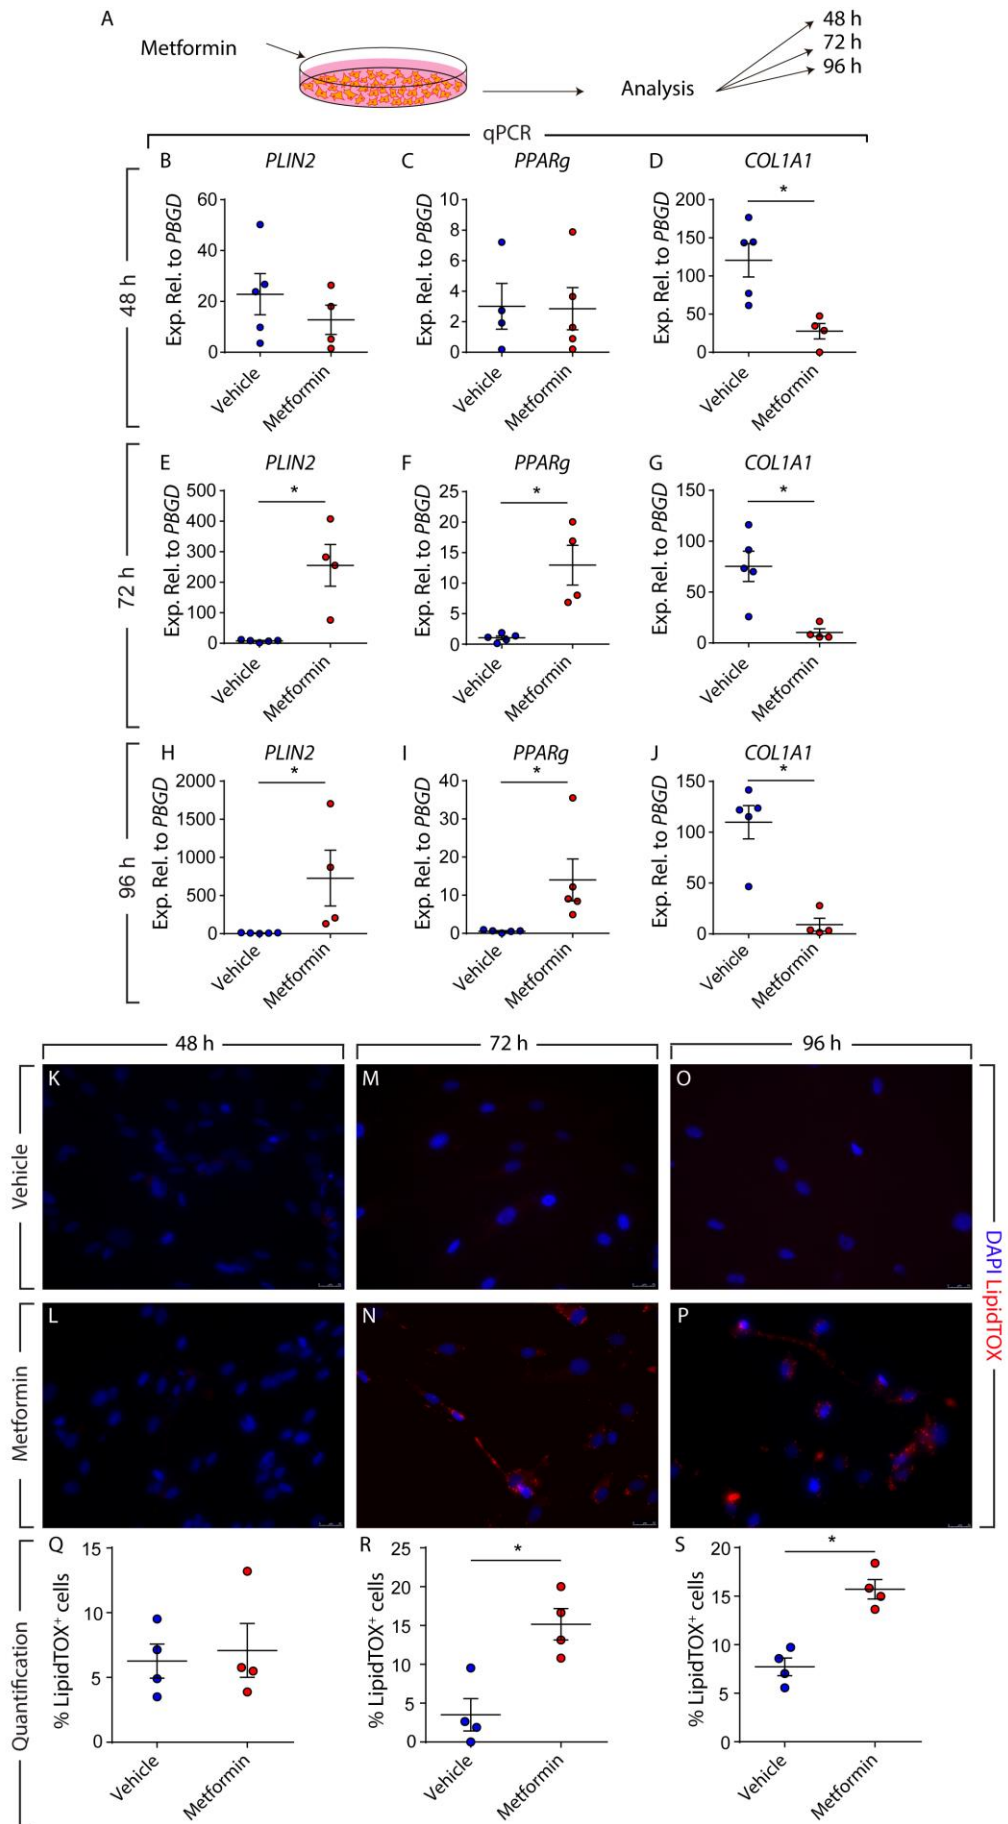 A
Metformin
Analysis
48 h
72 h
96 h
qPCR
48 h
B PLIN2
Exp. Rel. to PBGD
60
40
20
0
Vehicle
Metformin
C PPARg
Exp. Rel. to PBGD
10
8
6
4
2
0
Vehicle
Metformin
D COL1A1
Exp. Rel. to PBGD
200
150
100
50
0
*
Vehicle
Metformin
72 h
E PLIN2
Exp. Rel. to PBGD
500
400
300
200
100
0
*
Vehicle
Metformin
F PPARg
Exp. Rel. to PBGD
25
20
15
10
5
0
*
Vehicle
Metformin
G COL1A1
Exp. Rel. to PBGD
150
100
50
0
*
Vehicle
Metformin
96 h
H PLIN2
Exp. Rel. to PBGD
2000
1500
1000
500
0
*
Vehicle
Metformin
I PPARg
Exp. Rel. to PBGD
40
30
20
10
0
*
Vehicle
Metformin
J COL1A1
Exp. Rel. to PBGD
150
100
50
0
*
Vehicle
Metformin
48 h
72 h
96 h
Vehicle
K
M
O
Metformin
L
N
P
DAPI LipidTOX
Quantification
Q
% LipidTOX⁺ cells
15
10
5
0
Vehicle
Metformin
R
% LipidTOX⁺ cells
25
20
15
10
5
0
*
Vehicle
Metformin
S
% LipidTOX⁺ cells
20
15
10
5
0
*
Vehicle
Metformin